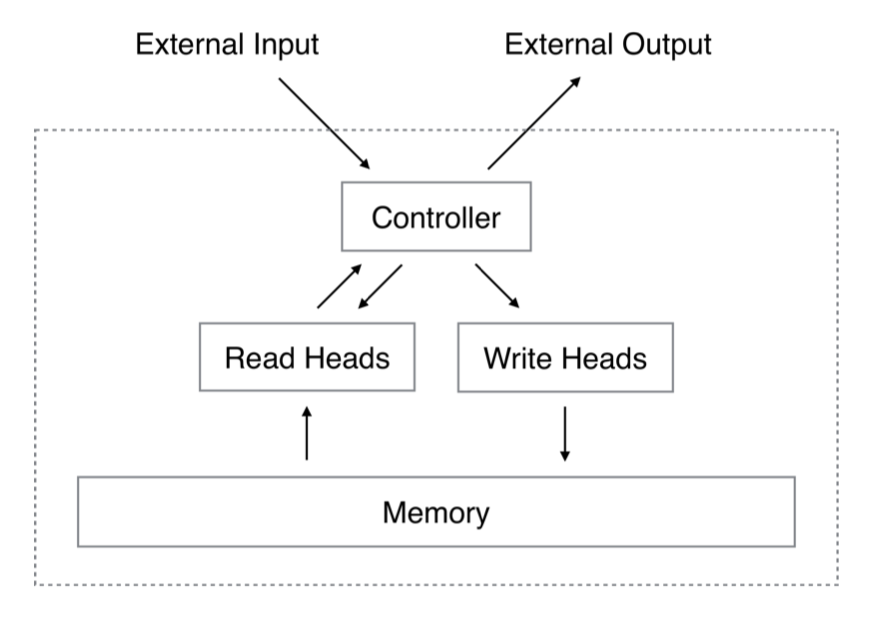 External Input
External Output
Controller
Read Heads
Write Heads
Memory